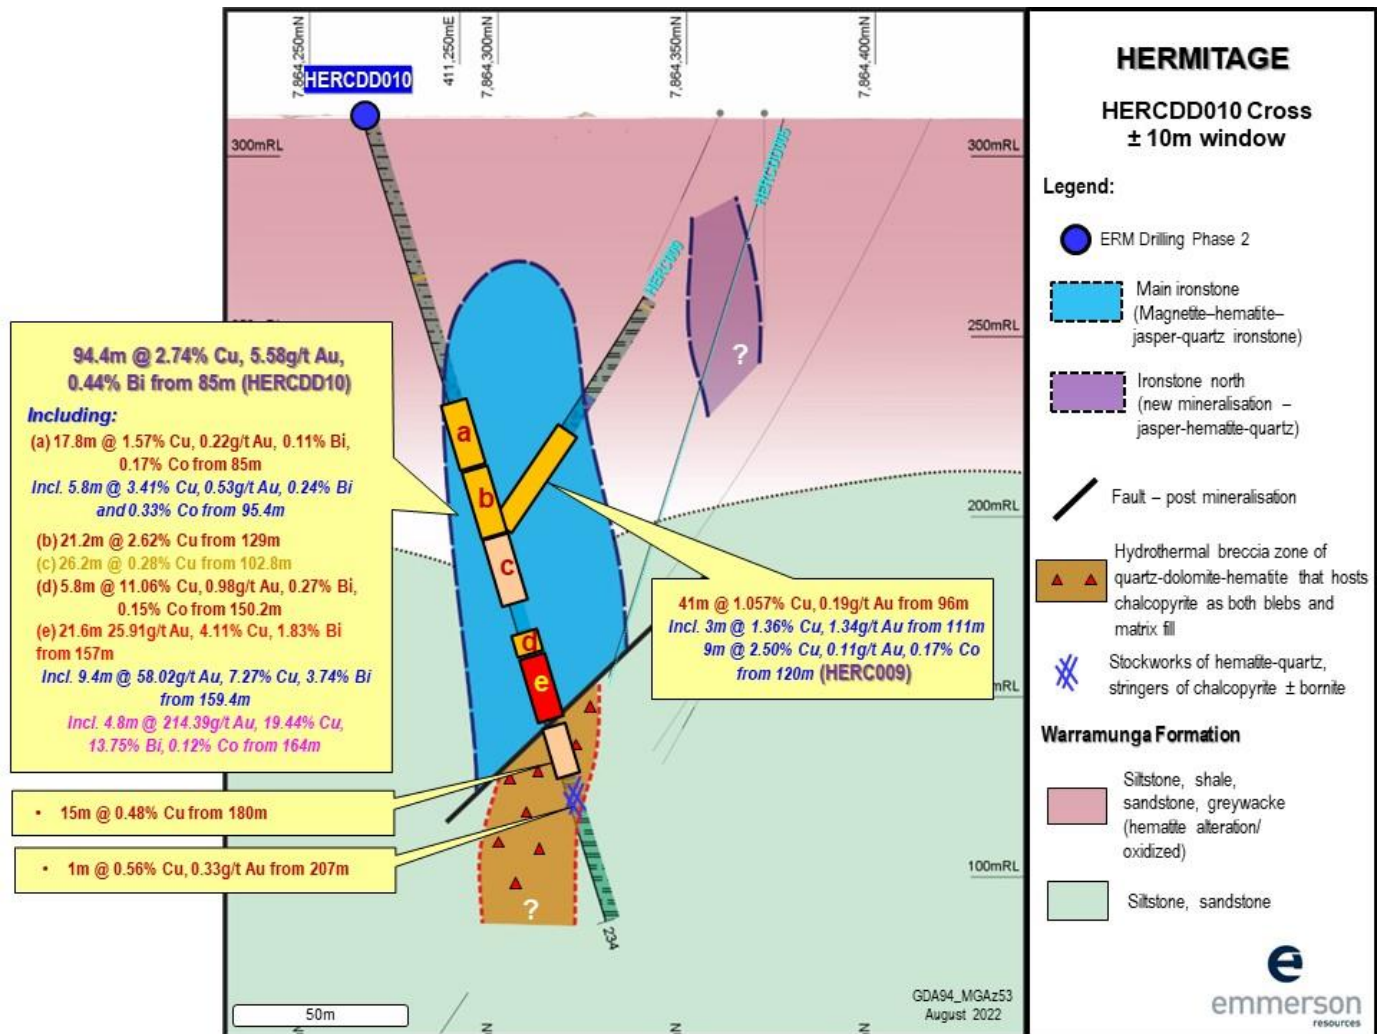 7,864,250mN
411,250mE
7,864,300mN
7,864,350mN
7,864,400mN
HERCDD010
300mRL
300mRL
HERCDD005
HERC009
250mRL
?
200mRL
a
b
c
d
e
94.4m @ 2.74% Cu, 5.58g/t Au,
0.44% Bi from 85m (HERCDD10)
Including:
(a) 17.8m @ 1.57% Cu, 0.22g/t Au, 0.11% Bi,
0.17% Co from 85m
Incl. 5.8m @ 3.41% Cu, 0.53g/t Au, 0.24% Bi
and 0.33% Co from 95.4m
(b) 21.2m @ 2.62% Cu from 129m
(c) 26.2m @ 0.28% Cu from 102.8m
(d) 5.8m @ 11.06% Cu, 0.98g/t Au, 0.27% Bi,
0.15% Co from 150.2m
(e) 21.6m 25.91g/t Au, 4.11% Cu, 1.83% Bi
from 157m
Incl. 9.4m @ 58.02g/t Au, 7.27% Cu, 3.74% Bi
from 159.4m
Incl. 4.8m @ 214.39g/t Au, 19.44% Cu,
13.75% Bi, 0.12% Co from 164m
• 15m @ 0.48% Cu from 180m
• 1m @ 0.56% Cu, 0.33g/t Au from 207m
41m @ 1.057% Cu, 0.19g/t Au from 96m
Incl. 3m @ 1.36% Cu, 1.34g/t Au from 111m
9m @ 2.50% Cu, 0.11g/t Au, 0.17% Co
from 120m (HERC009)
mRL
100mRL
?
234
50m
GDA94_MGAz53
August 2022
HERMITAGE
HERCDD010 Cross
± 10m window
Legend:
ERM Drilling Phase 2
Main ironstone
(Magnetite–hematite–
jasper-quartz ironstone)
Ironstone north
(new mineralisation –
jasper-hematite-quartz)
Fault – post mineralisation
Hydrothermal breccia zone of
quartz-dolomite-hematite that hosts
chalcopyrite as both blebs and
matrix fill
Stockworks of hematite-quartz,
stringers of chalcopyrite ± bornite
Warramunga Formation
Siltstone, shale,
sandstone, greywacke
(hematite alteration/
oxidized)
Siltstone, sandstone
emmerson
resources